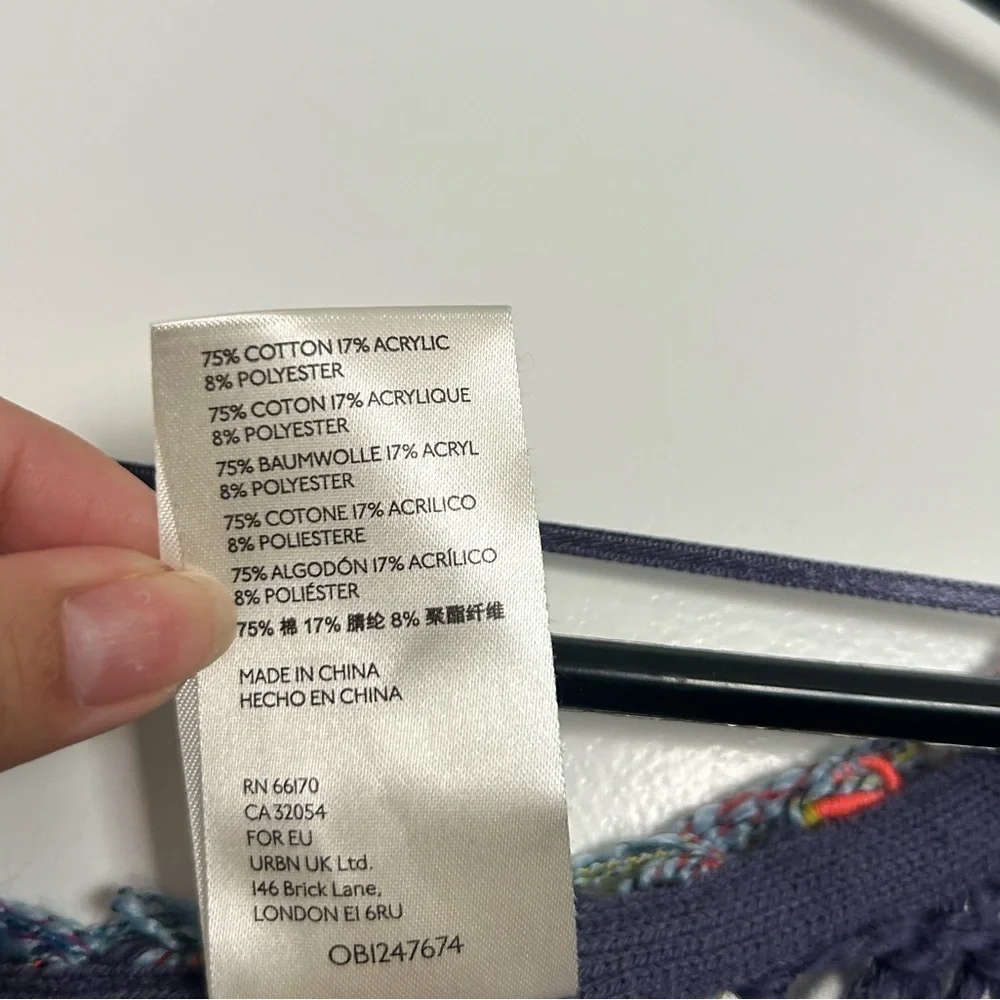 75% COTTON 17% ACRYLIC
8% POLYESTER
75% COTON 17% ACRYLIQUE
8% POLYESTER
75% BAUMWOLLE 17% ACRYL
8% POLYESTER
75% COTONE 17% ACRILICO
8% POLIESTERE
75% ALGODÓN 17% ACRÍLICO
8% POLIÉSTER
75% 棉 17% 腈纶 8% 聚酯纤维
MADE IN CHINA
HECHO EN CHINA
RN 66170
CA 32054
FOR EU
URBN UK Ltd.
146 Brick Lane,
LONDON E1 6RU
OB1247674